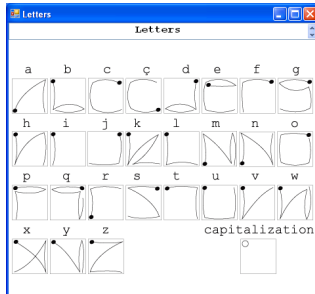 Letters
Letters
a b c ç d e f g
h i j k l m n o
p q r s t u v w
x y z capitalization